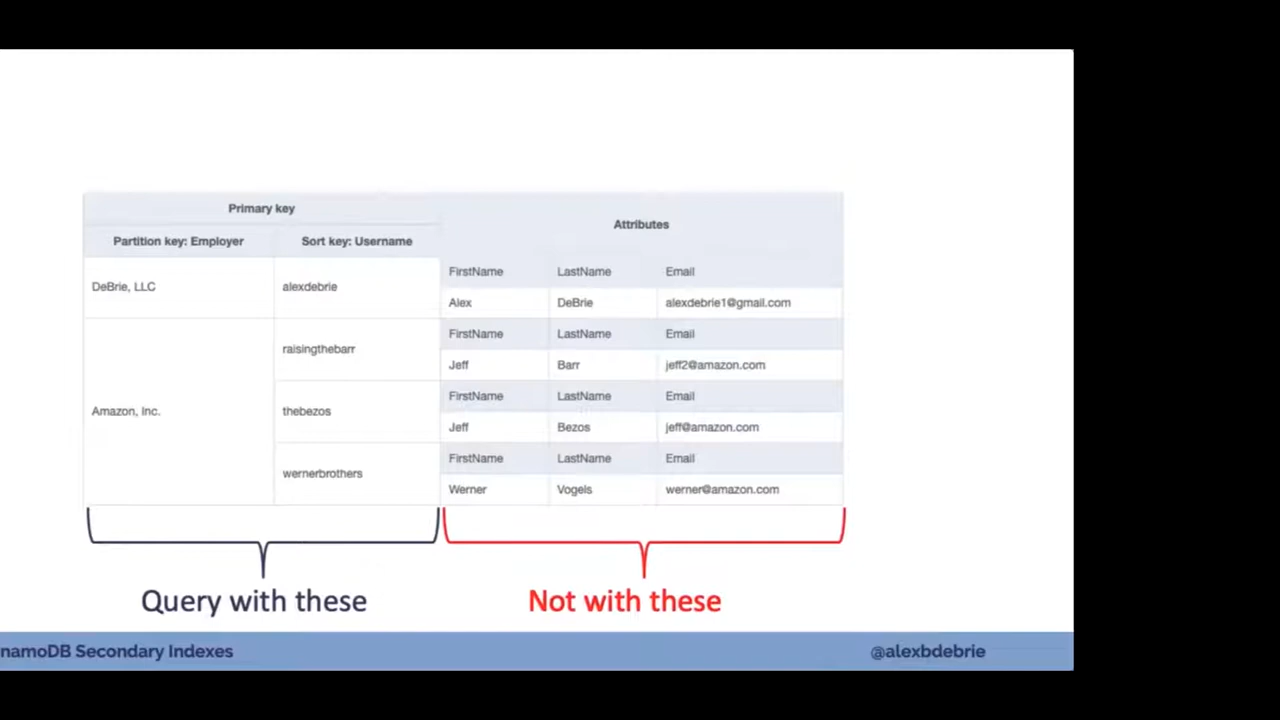 Primary key
Attributes
Partition key: Employer Sort key: Username
FirstName LastName Email
DeBrie, LLC alexdebrie
Alex DeBrie alexdebrie1@gmail.com
FirstName LastName Email
raisingthebarr
Jeff Barr jeff2@amazon.com
FirstName LastName Email
Amazon, Inc. thebezos
Jeff Bezos jeff@amazon.com
FirstName LastName Email
wernerbrothers
Werner Vogels werner@amazon.com
Query with these Not with these
namoDB Secondary Indexes @alexbdebrie